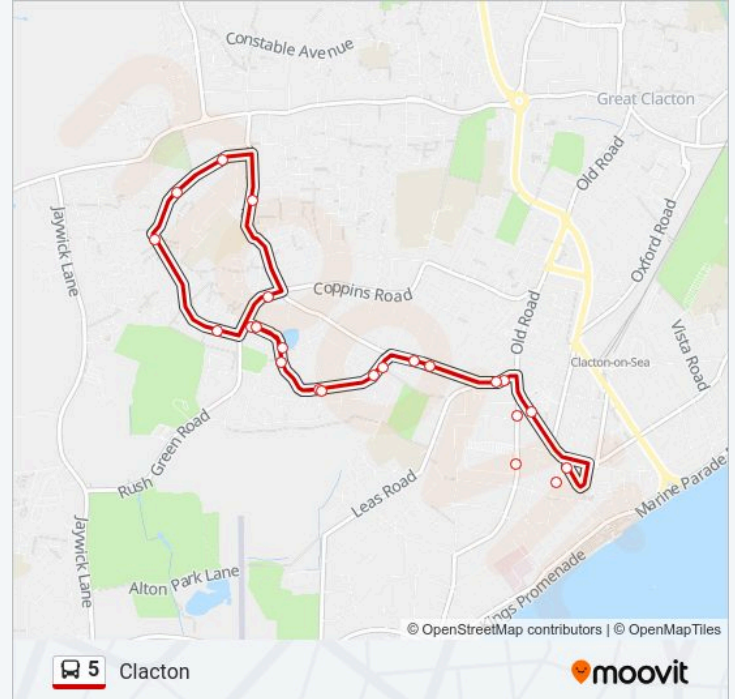 Constable Avenue
Great Clacton
Old Road
Jaywick Lane
Oxford Road
Coppins Road
Old Road
Clacton-on-Sea
Vista Road
Rush Green Road
Leas Road
Marine Parade
Jaywick Lane
Alton Park Lane
Kings Promenade
© OpenStreetMap contributors | © OpenMapTiles
5 Clacton
moovit